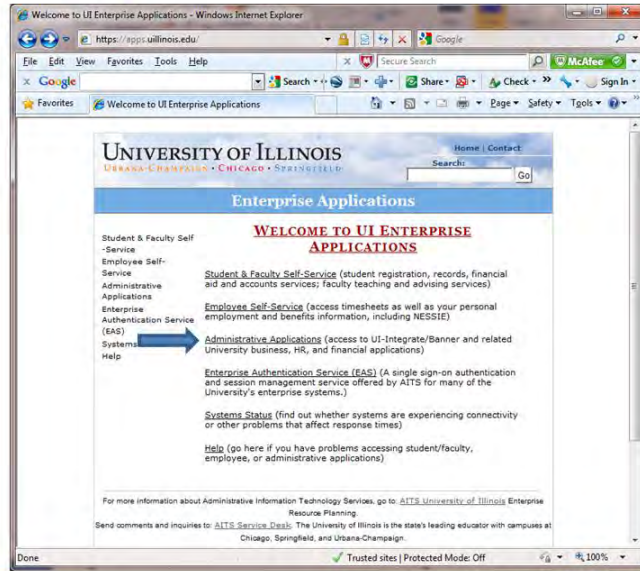 Welcome to UI Enterprise Applications - Windows Internet Explorer
https://apps.uillinois.edu/
Google
File Edit View Favorites Tools Help
Secure Search
McAfee
Google
Search
Share
Check
Sign In
Favorites
Welcome to UI Enterprise Applications
Page Safety Tools
UNIVERSITY OF ILLINOIS
URBANA-CHAMPAIGN • CHICAGO • SPRINGFIELD
Home | Contact
Search:
Go
Enterprise Applications
Student & Faculty Self
-Service
Employee Self-
Service
Administrative
Applications
Enterprise
Authentication Service
(EAS)
Systems
Help
WELCOME TO UI ENTERPRISE
APPLICATIONS
Student & Faculty Self-Service (student registration, records, financial
aid and accounts services; faculty teaching and advising services)
Employee Self-Service (access timesheets as well as your personal
employment and benefits information, including NESSIE)
Administrative Applications (access to UI-Integrate/Banner and related
University business, HR, and financial applications)
Enterprise Authentication Service (EAS) (A single sign-on authentication
and session management service offered by AITS for many of the
University's enterprise systems.)
Systems Status (find out whether systems are experiencing connectivity
or other problems that affect response times)
Help (go here if you have problems accessing student/faculty,
employee, or administrative applications)
For more information about Administrative Information Technology Services, go to: AITS University of Illinois Enterprise
Resource Planning.
Send comments and inquiries to: AITS Service Desk. The University of Illinois is the state's leading educator with campuses at
Chicago, Springfield, and Urbana-Champaign.
Done
Trusted sites | Protected Mode: Off
100%